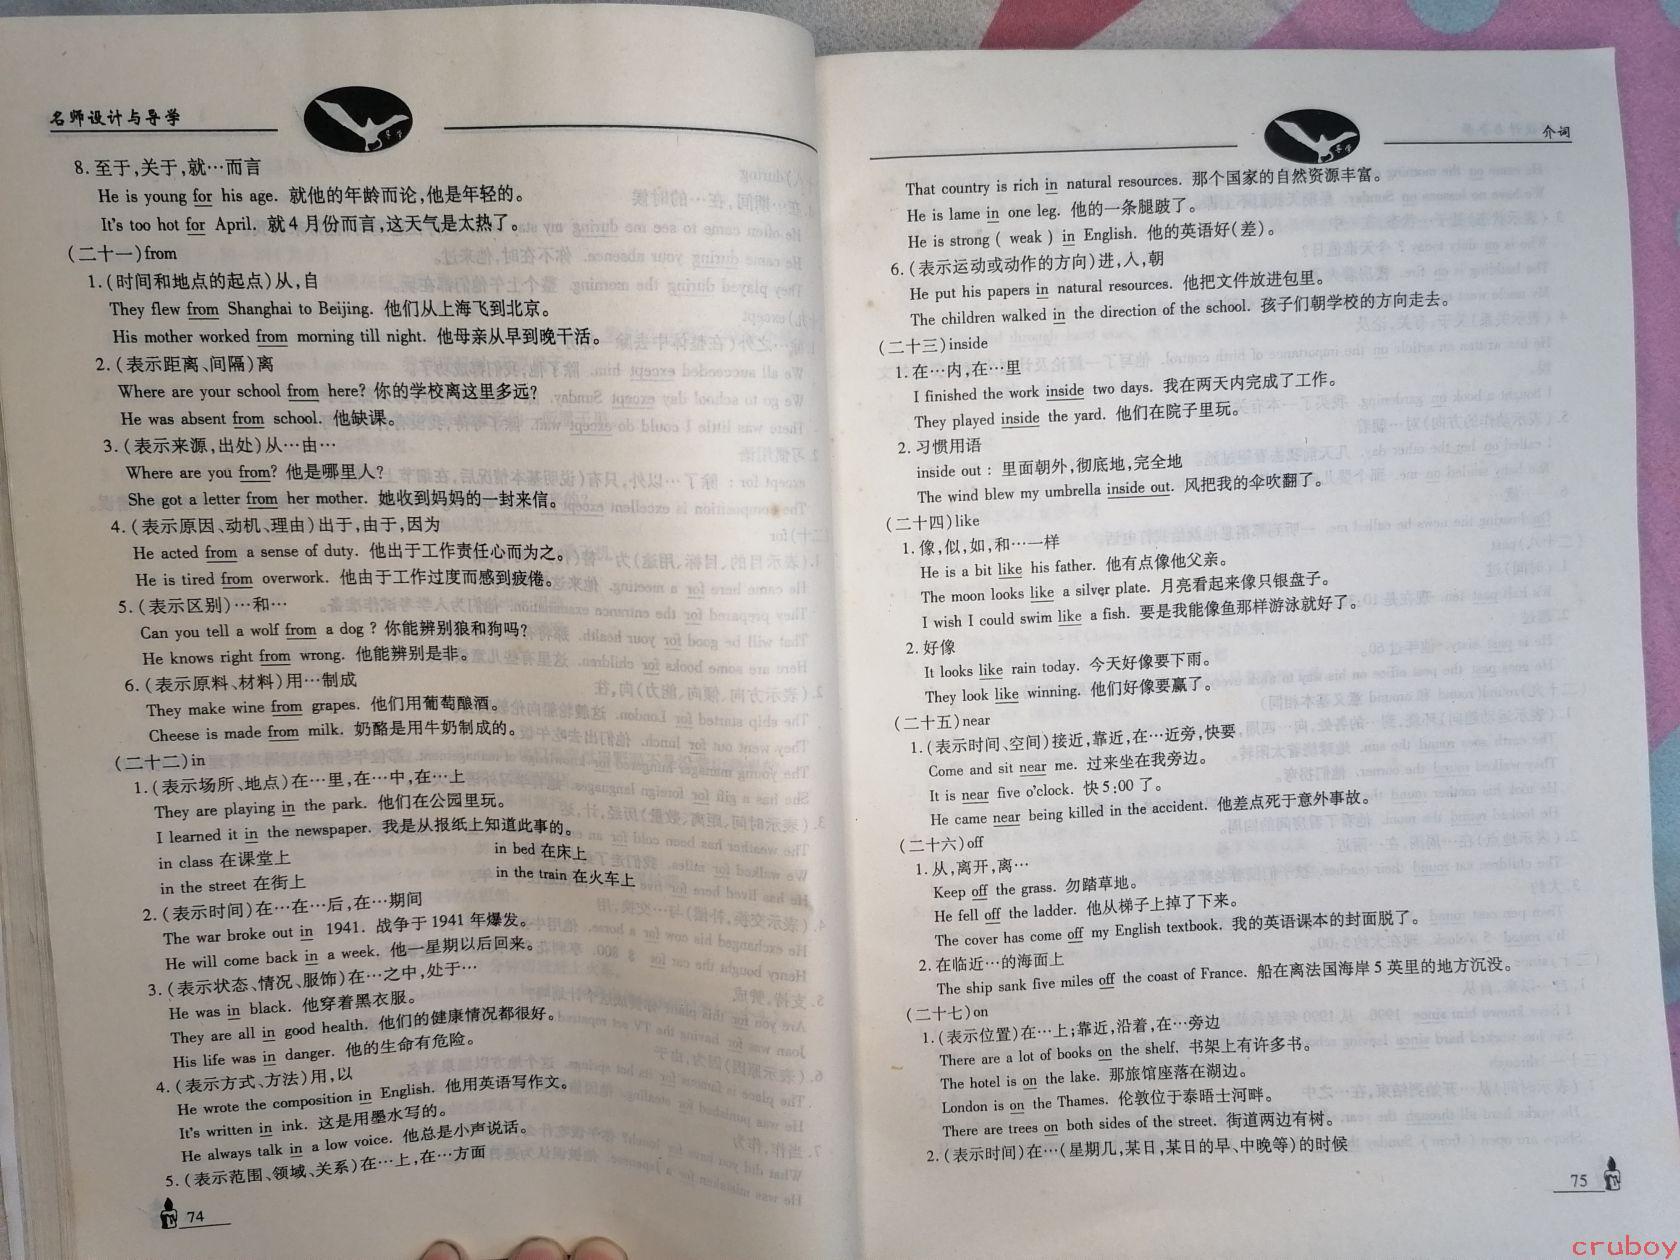 名师设计与导学
8.至于,关于,就…而言
He is young for his age. 就他的年龄而论,他是年轻的。
It's too hot for April. 就4月份而言,这天气是太热了。
(二十一)from
1.(时间和地点的起点)从,自
They flew from Shanghai to Beijing. 他们从上海飞到北京。
His mother worked from morning till night. 他母亲从早到晚干活。
2.(表示距离、间隔)离
Where are your school from here? 你的学校离这里多远?
He was absent from school. 他缺课。
3.(表示来源,出处)从…由…
Where are you from? 他是哪里人?
She got a letter from her mother. 她收到妈妈的一封来信。
4.(表示原因、动机、理由)出于,由于,因为
He acted from a sense of duty. 他出于工作责任心而为之。
He is tired from overwork. 他由于工作过度而感到疲倦。
5.(表示区别)…和…
Can you tell a wolf from a dog ? 你能辨别狼和狗吗?
He knows right from wrong. 他能辨别是非。
6.(表示原料、材料)用…制成
They make wine from grapes. 他们用葡萄酿酒。
Cheese is made from milk. 奶酪是用牛奶制成的。
(二十二)in
1.(表示场所、地点)在…里,在…中,在…上
They are playing in the park. 他们在公园里玩。
I learned it in the newspaper. 我是从报纸上知道此事的。
in class 在课堂上 in bed 在床上
in the street 在街上 in the train 在火车上
2.(表示时间)在…在…后,在…期间
The war broke out in 1941. 战争于1941年爆发。
He will come back in a week. 他一星期以后回来。
3.(表示状态、情况、服饰)在…之中,处于…
He was in black. 他穿着黑衣服。
They are all in good health. 他们的健康情况都很好。
His life was in danger. 他的生命有危险。
4.(表示方式、方法)用,以
He wrote the composition in English. 他用英语写作文。
It's written in ink. 这是用墨水写的。
He always talk in a low voice. 他总是小声说话。
5.(表示范围、领域、关系)在…上,在…方面
74
介词
That country is rich in natural resources. 那个国家的自然资源丰富。
He is lame in one leg. 他的一条腿跛了。
He is strong ( weak ) in English. 他的英语好(差)。
6.(表示运动或动作的方向)进,人,朝
He put his papers in natural resources. 他把文件放进包里。
The children walked in the direction of the school. 孩子们朝学校的方向走去。
(二十三)inside
1.在…内,在…里
I finished the work inside two days. 我在两天内完成了工作。
They played inside the yard. 他们在院子里玩。
2.习惯用语
inside out : 里面朝外,彻底地,完全地
The wind blew my umbrella inside out. 风把我的伞吹翻了。
(二十四)like
1.像,似,如,和…一样
He is a bit like his father. 他有点像他父亲。
The moon looks like a silver plate. 月亮看起来像只银盘子。
I wish I could swim like a fish. 要是我能像鱼那样游泳就好了。
2.好像
It looks like rain today. 今天好像要下雨。
They look like winning. 他们好像要赢了。
(二十五)near
1.(表示时间、空间)接近,靠近,在…近旁,快要
Come and sit near me. 过来坐在我旁边。
It is near five o'clock. 快5:00了。
He came near being killed in the accident. 他差点死于意外事故。
(二十六)off
1.从,离开,离…
Keep off the grass. 勿踏草地。
He fell off the ladder. 他从梯子上掉了下来。
The cover has come off my English textbook. 我的英语课本的封面脱了。
2.在临近…的海面上
The ship sank five miles off the coast of France. 船在离法国海岸5英里的地方沉没。
(二十七)on
1.(表示位置)在…上;靠近,沿着,在…旁边
There are a lot of books on the shelf. 书架上有许多书。
The hotel is on the lake. 那旅馆座落在湖边。
London is on the Thames. 伦敦位于泰晤士河畔。
There are trees on both sides of the street. 街道两边有树。
2.(表示时间)在…(星期几,某日,某日的早、中晚等)的时候
75
cruboy